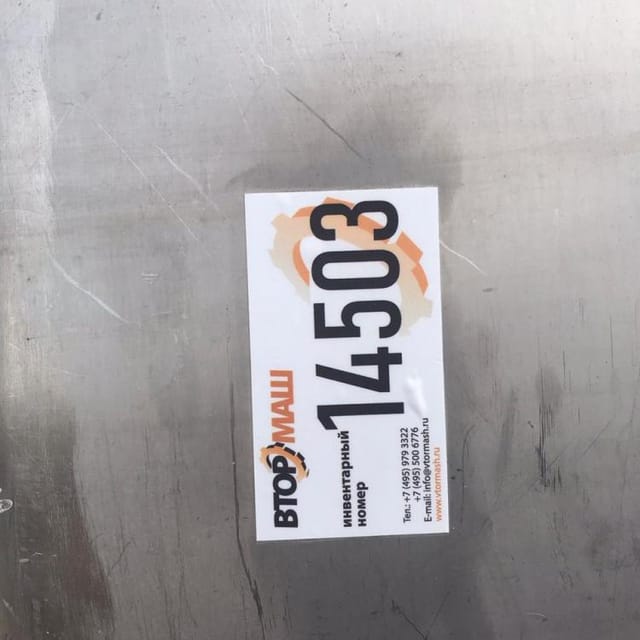 ВТОРМАШ
инвентарный
номер
14503
Тел.: +7 (495) 979 3322
+7 (495) 500 6776
E-mail: info@vtormash.ru
www.vtormash.ru